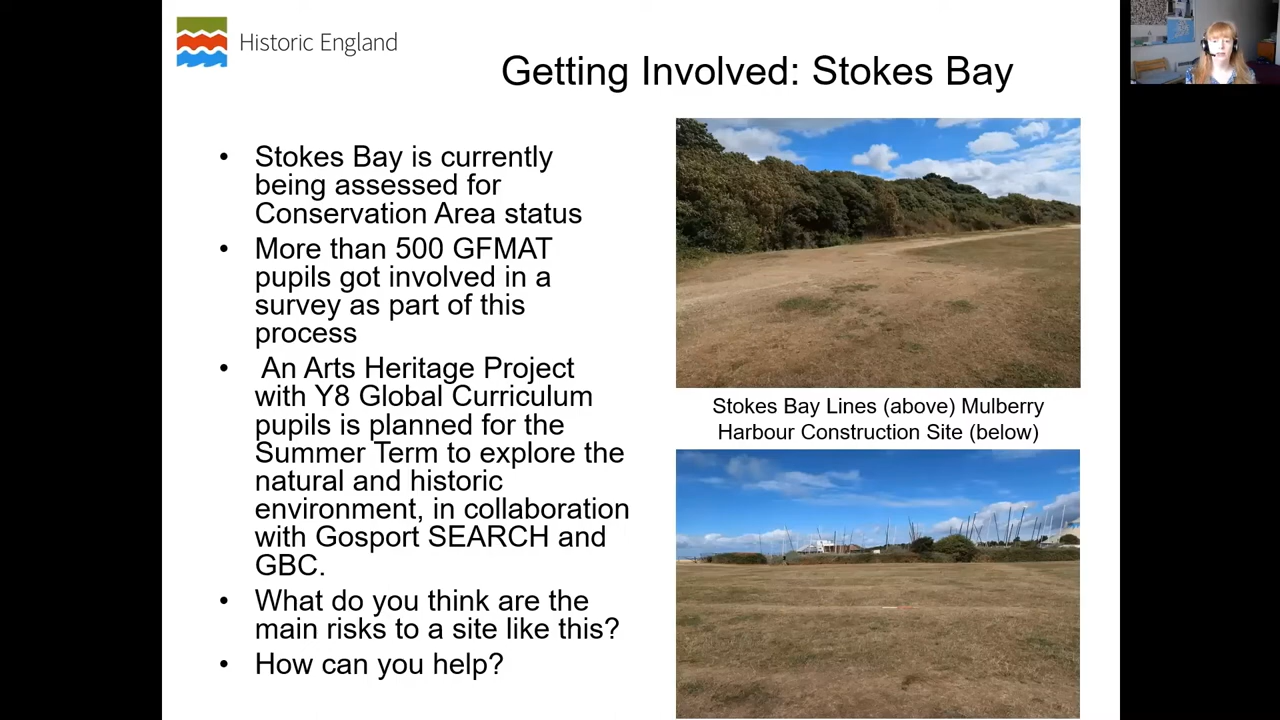 Historic England
Getting Involved: Stokes Bay
• Stokes Bay is currently
being assessed for
Conservation Area status
• More than 500 GFMAT
pupils got involved in a
survey as part of this
process
• An Arts Heritage Project
with Y8 Global Curriculum
pupils is planned for the
Summer Term to explore the
natural and historic
environment, in collaboration
with Gosport SEARCH and
GBC.
• What do you think are the
main risks to a site like this?
• How can you help?
Stokes Bay Lines (above) Mulberry
Harbour Construction Site (below)